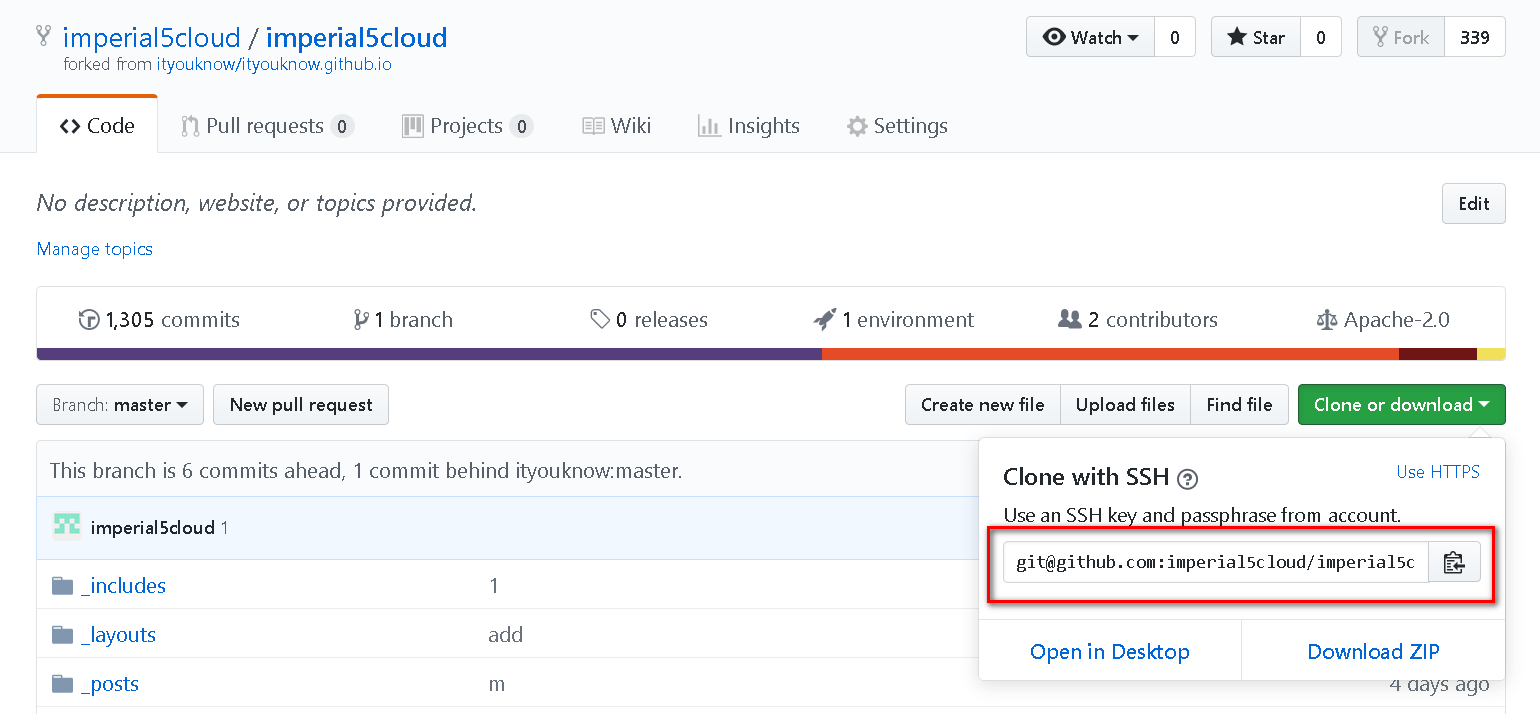 imperial5cloud / imperial5cloud
Watch 0 Star 0 Fork 339
forked from ityouknow/ityouknow.github.io
Code Pull requests 0 Projects 0 Wiki Insights Settings
No description, website, or topics provided.
Edit
Manage topics
1,305 commits 1 branch 0 releases 1 environment 2 contributors Apache-2.0
Branch: master New pull request Create new file Upload files Find file Clone or download
This branch is 6 commits ahead, 1 commit behind ityouknow:master.
Clone with SSH ? Use HTTPS
Use an SSH key and passphrase from account.
imperial5cloud 1
git@github.com:imperial5cloud/imperial5c
_includes 1
_layouts add
Open in Desktop Download ZIP
_posts m 4 days ago